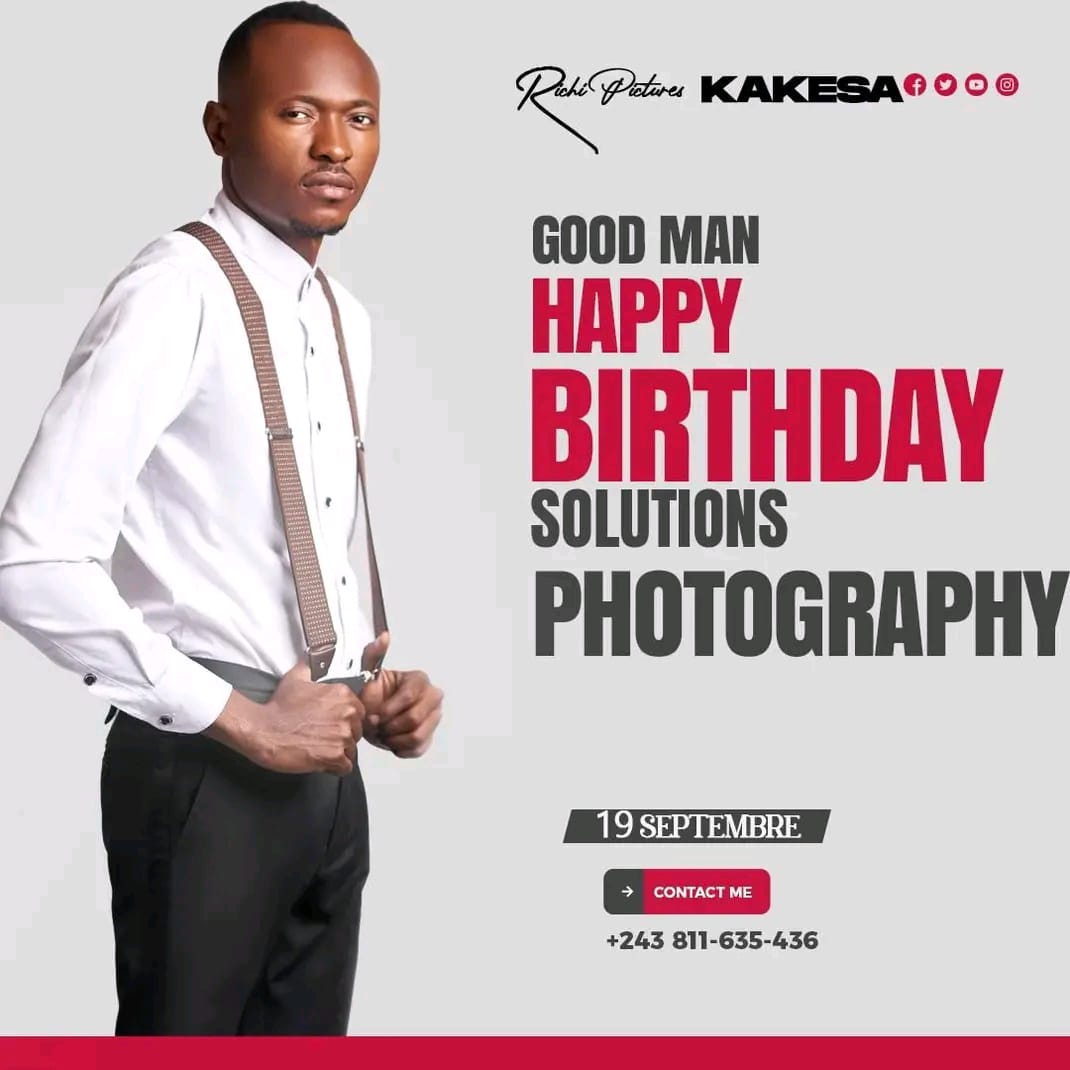 Richi Pictures KAKESA
GOOD MAN
HAPPY
BIRTHDAY
SOLUTIONS
PHOTOGRAPHY
19 SEPTEMBRE
CONTACT ME
+243 811-635-436